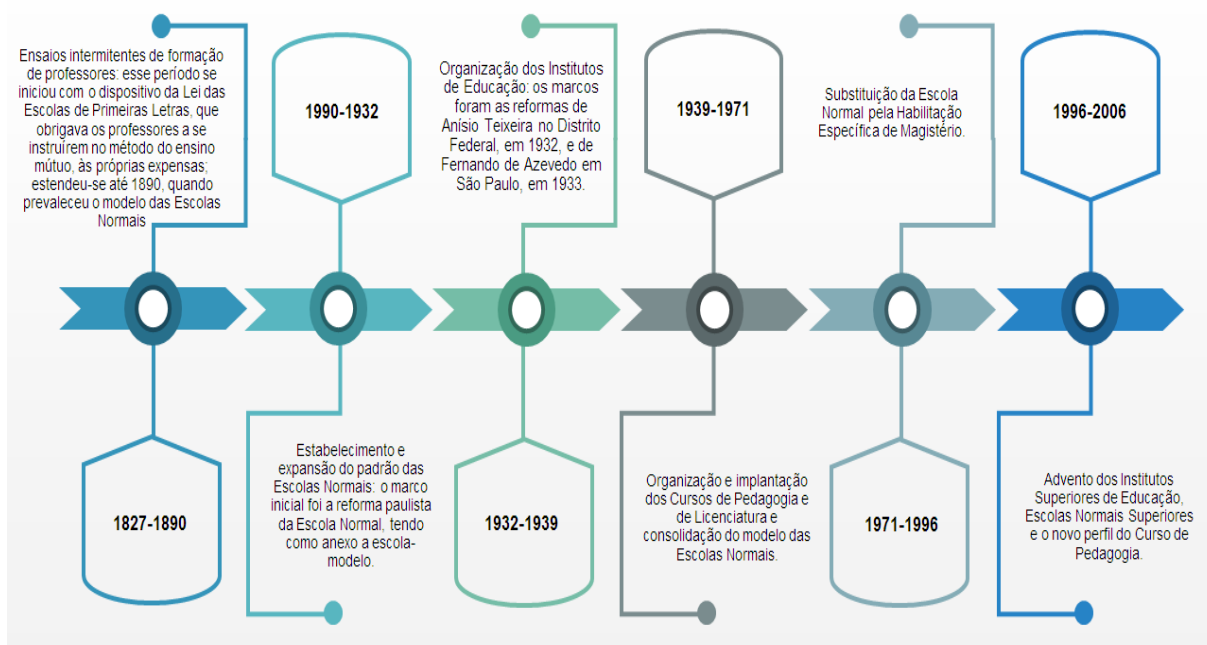 Ensaios intermitentes de formação
de professores: esse período se
iniciou com o dispositivo da Lei das
Escolas de Primeiras Letras, que
obrigava os professores a se
instruírem no método do ensino
mútuo, às próprias expensas;
estendeu-se até 1890, quando
prevaleceu o modelo das Escolas
Normais
1827-1890
1990-1932
Estabelecimento e
expansão do padrão das
Escolas Normais: o marco
inicial foi a reforma paulista
da Escola Normal, tendo
como anexo a escola-
modelo.
Organização dos Institutos
de Educação: os marcos
foram as reformas de
Anísio Teixeira no Distrito
Federal, em 1932, e de
Fernando de Azevedo em
São Paulo, em 1933.
1932-1939
1939-1971
Organização e implantação
dos Cursos de Pedagogia e
de Licenciatura e
consolidação do modelo das
Escolas Normais.
Substituição da Escola
Normal pela Habilitação
Específica de Magistério.
1971-1996
1996-2006
Advento dos Institutos
Superiores de Educação,
Escolas Normais Superiores
e o novo perfil do Curso de
Pedagogia.